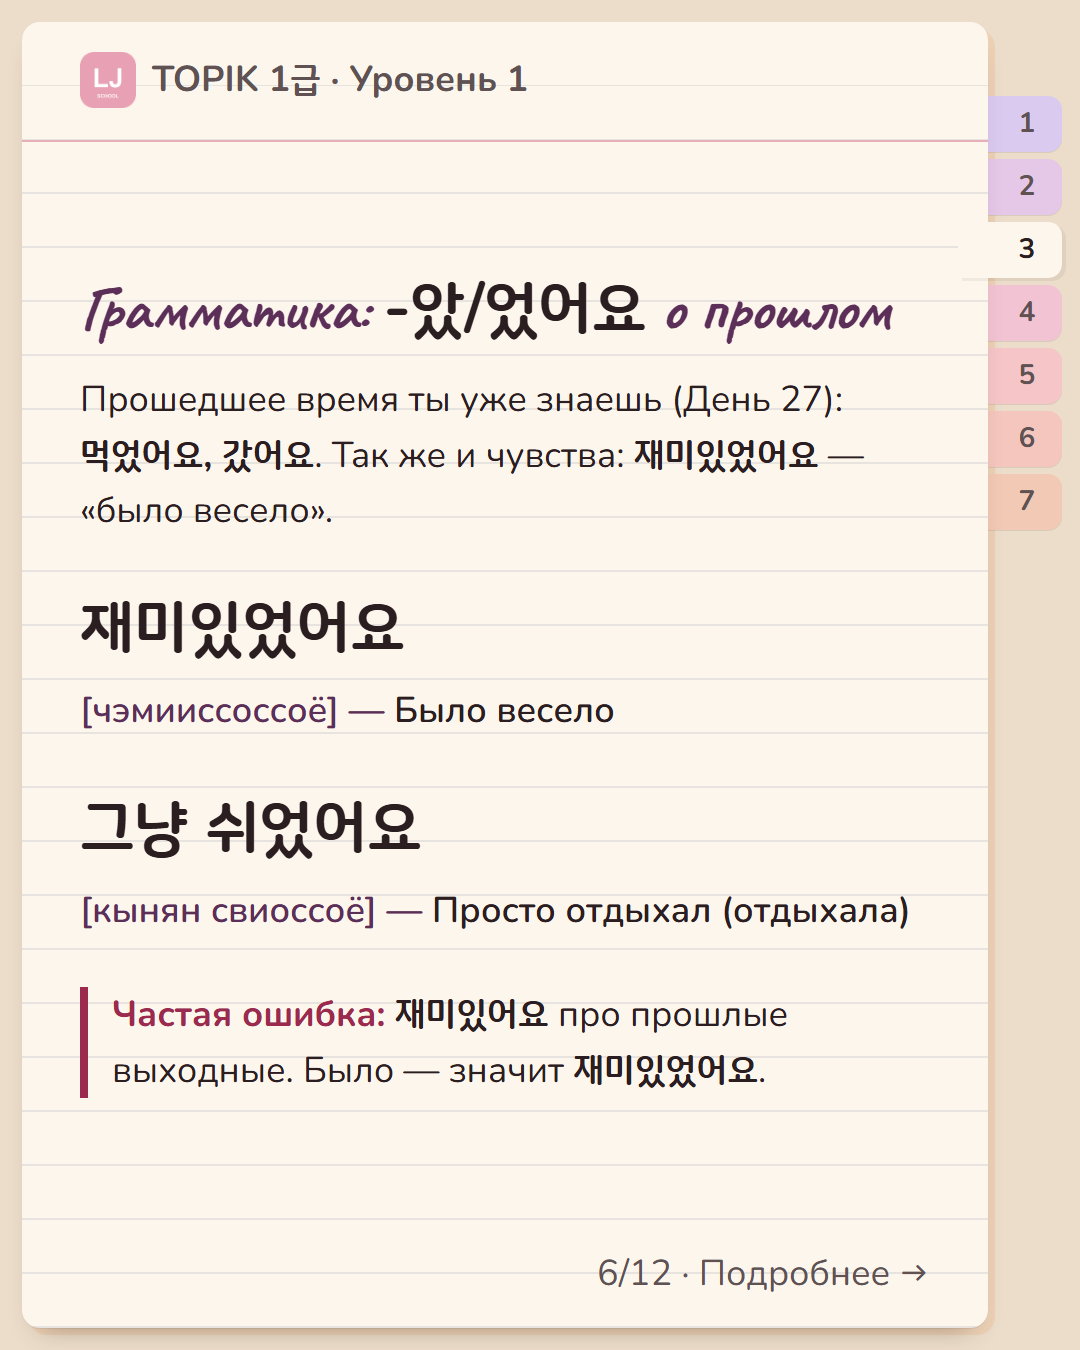 LJ
SCHOOL
TOPIK 1급 · Уровень 1
1
2
3
4
5
6
7
Грамматика: -았/었어요 о прошлом
Прошедшее время ты уже знаешь (День 27):
먹었어요, 갔어요. Так же и чувства: 재미있었어요 —
«было весело».
재미있었어요
[чэмииссоссоё] — Было весело
그냥 쉬었어요
[кынян свиоссоё] — Просто отдыхал (отдыхала)
Частая ошибка: 재미있어요 про прошлые
выходные. Было — значит 재미있었어요.
6/12 · Подробнее →